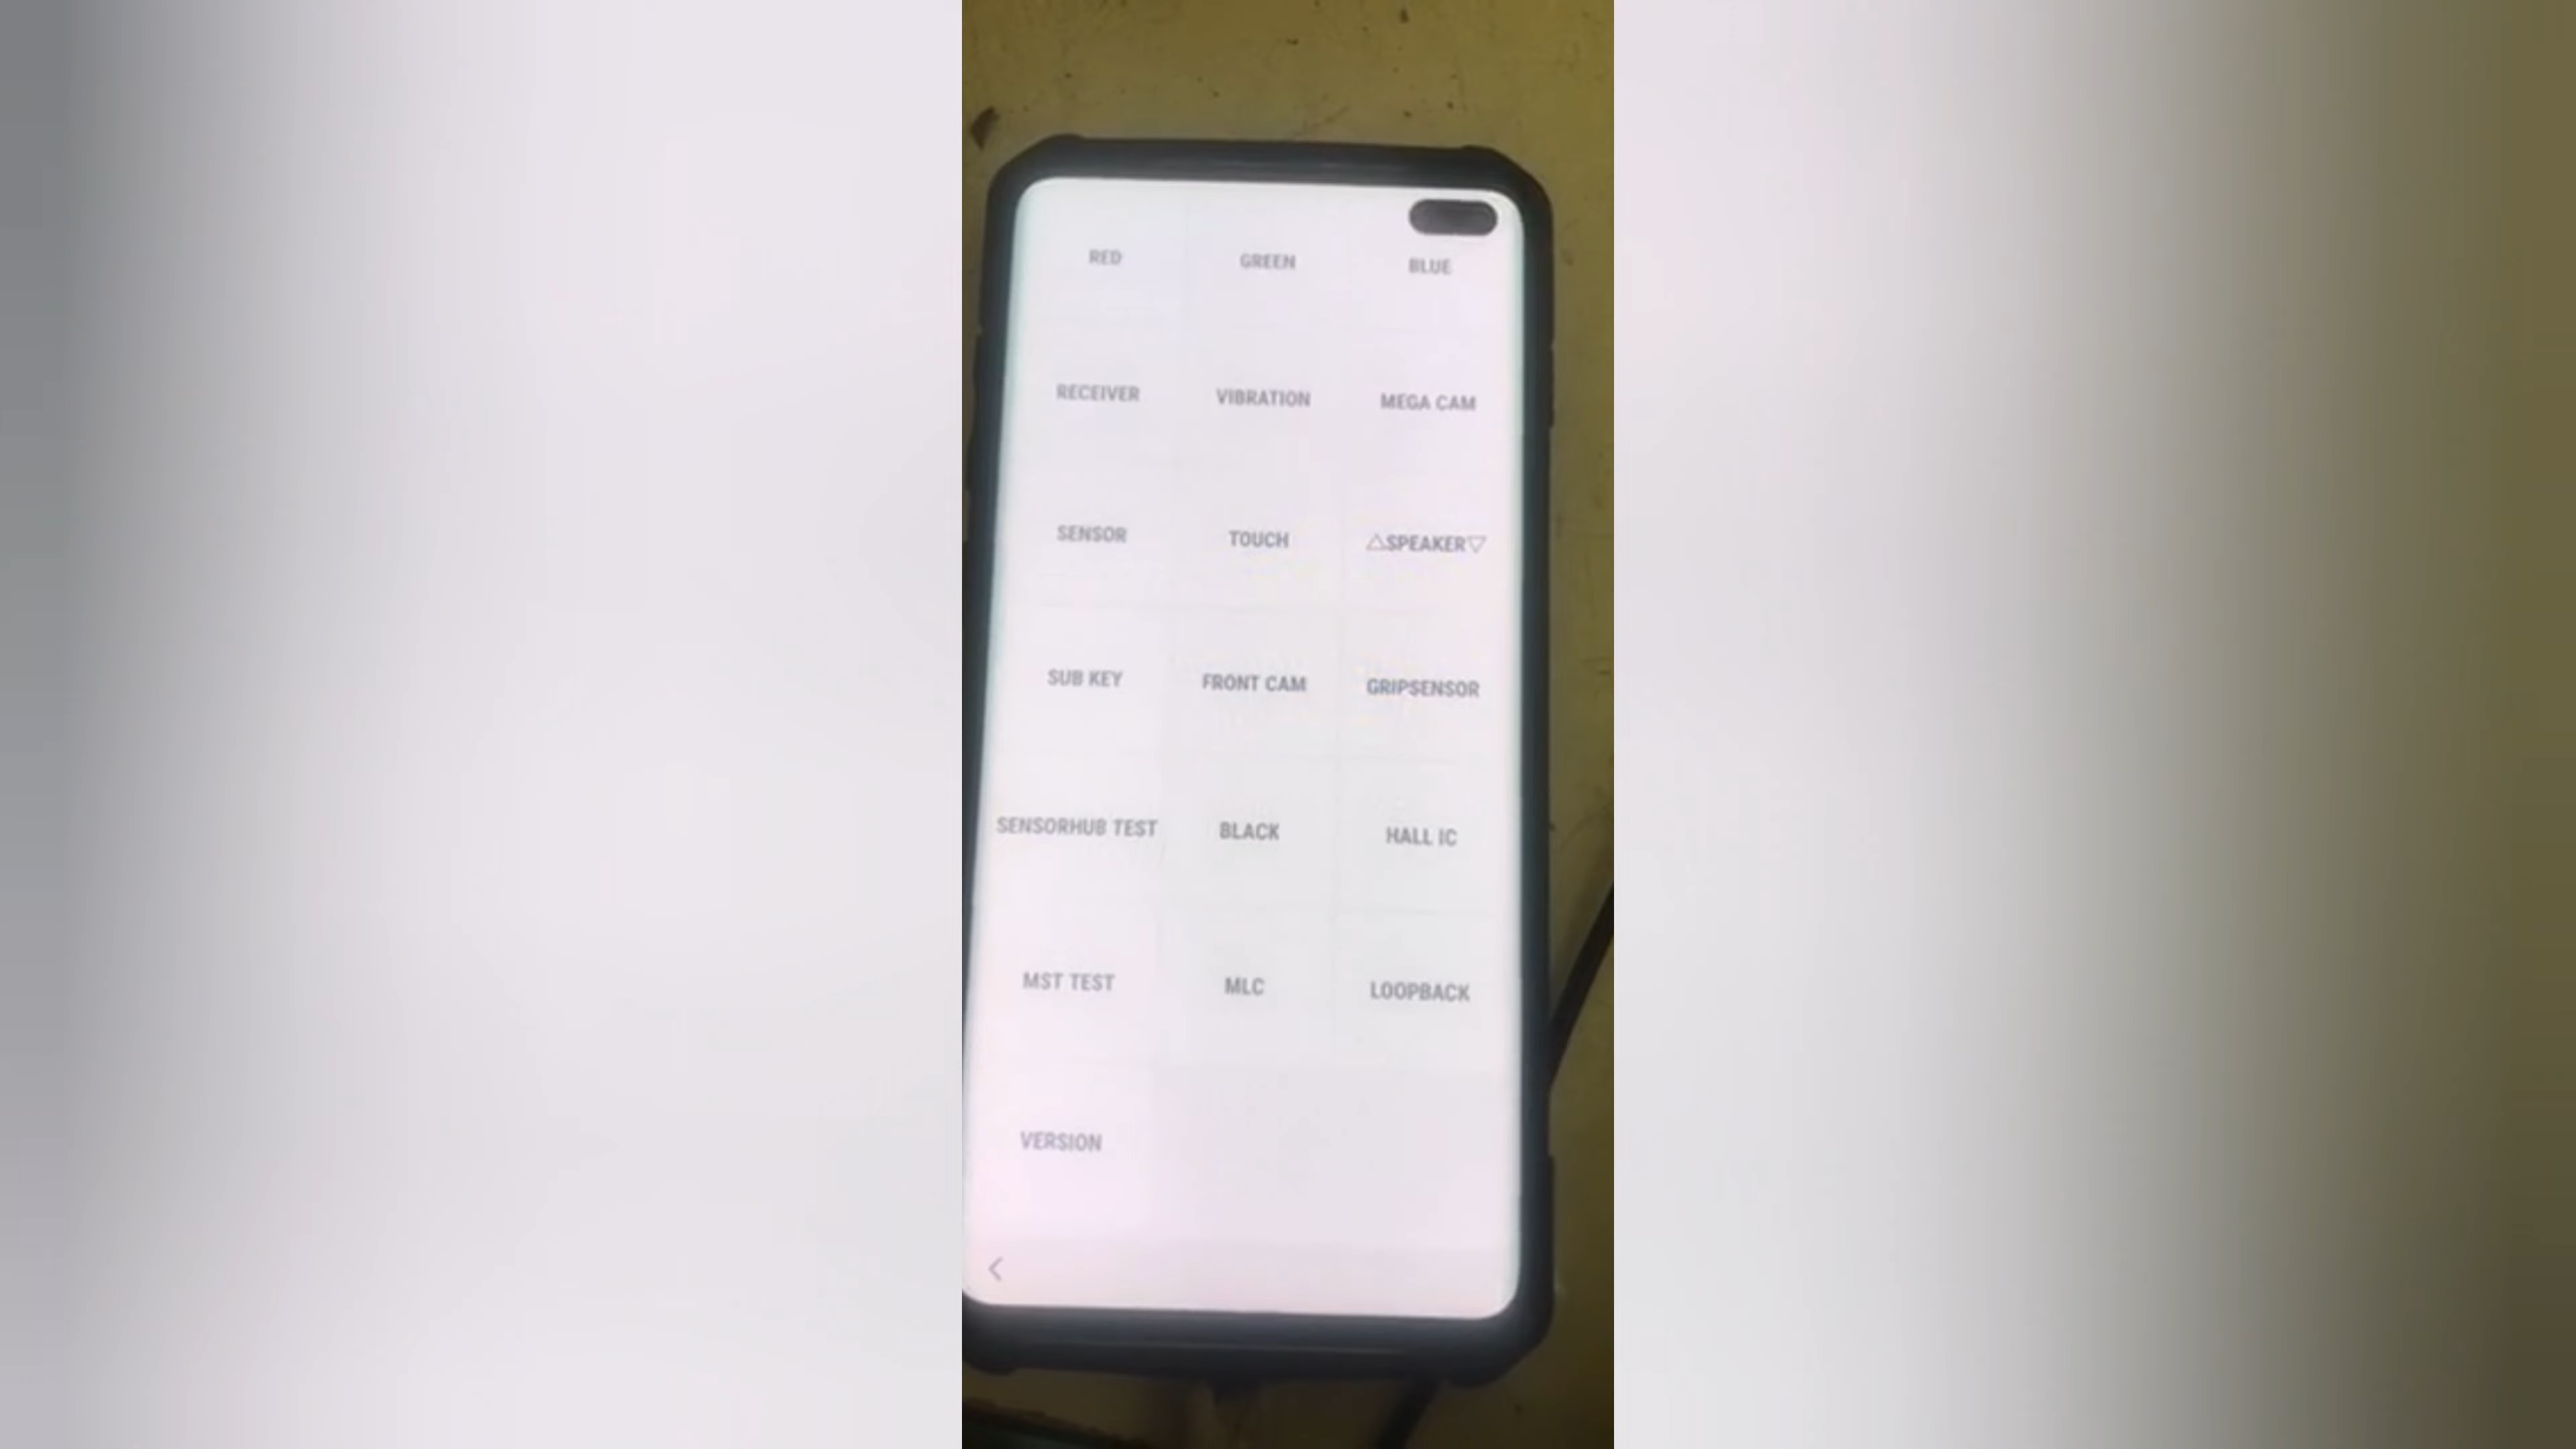 RED GREEN BLUE
RECEIVER VIBRATION MEGA CAM
SENSOR TOUCH △SPEAKER▽
SUB KEY FRONT CAM GRIPSENSOR
SENSORHUB TEST BLACK HALL IC
MST TEST MLC LOOPBACK
VERSION